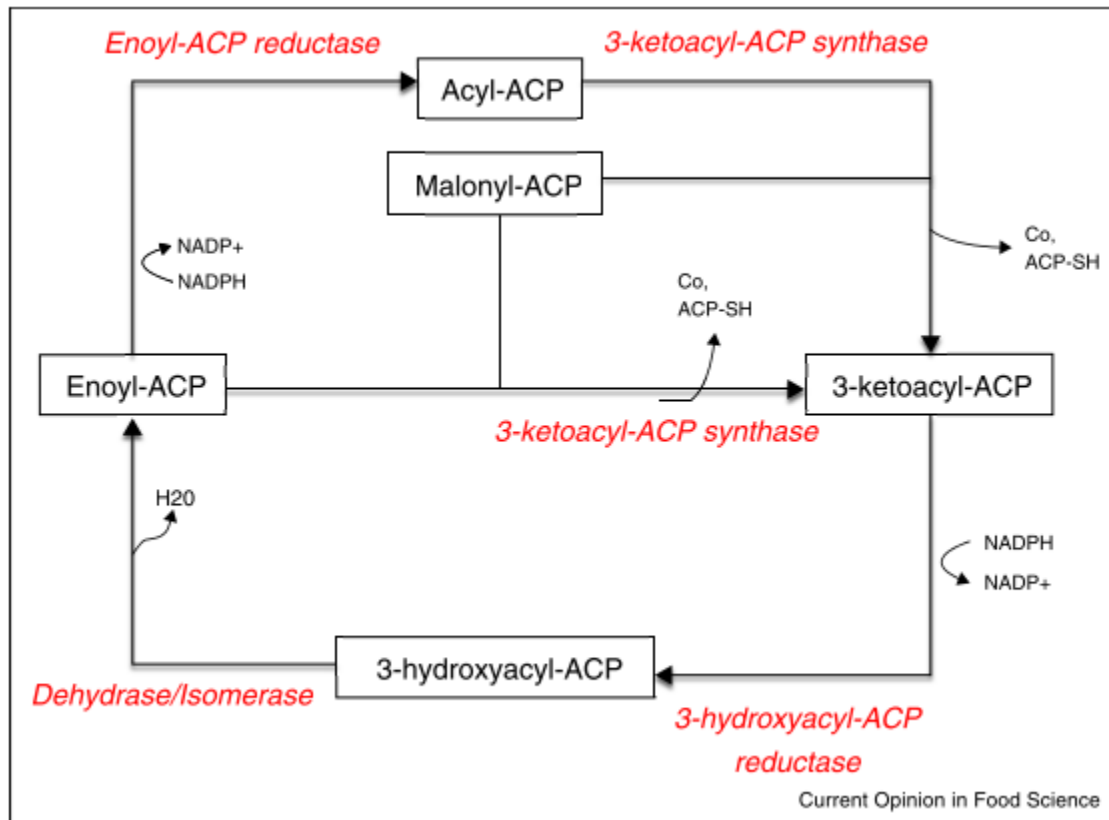 Enoyl-ACP reductase
3-ketoacyl-ACP synthase
Acyl-ACP
Malonyl-ACP
NADP+
NADPH
Co,
ACP-SH
Co,
ACP-SH
Enoyl-ACP
3-ketoacyl-ACP
3-ketoacyl-ACP synthase
H20
NADPH
NADP+
3-hydroxyacyl-ACP
Dehydrase/Isomerase
3-hydroxyacyl-ACP
reductase
Current Opinion in Food Science